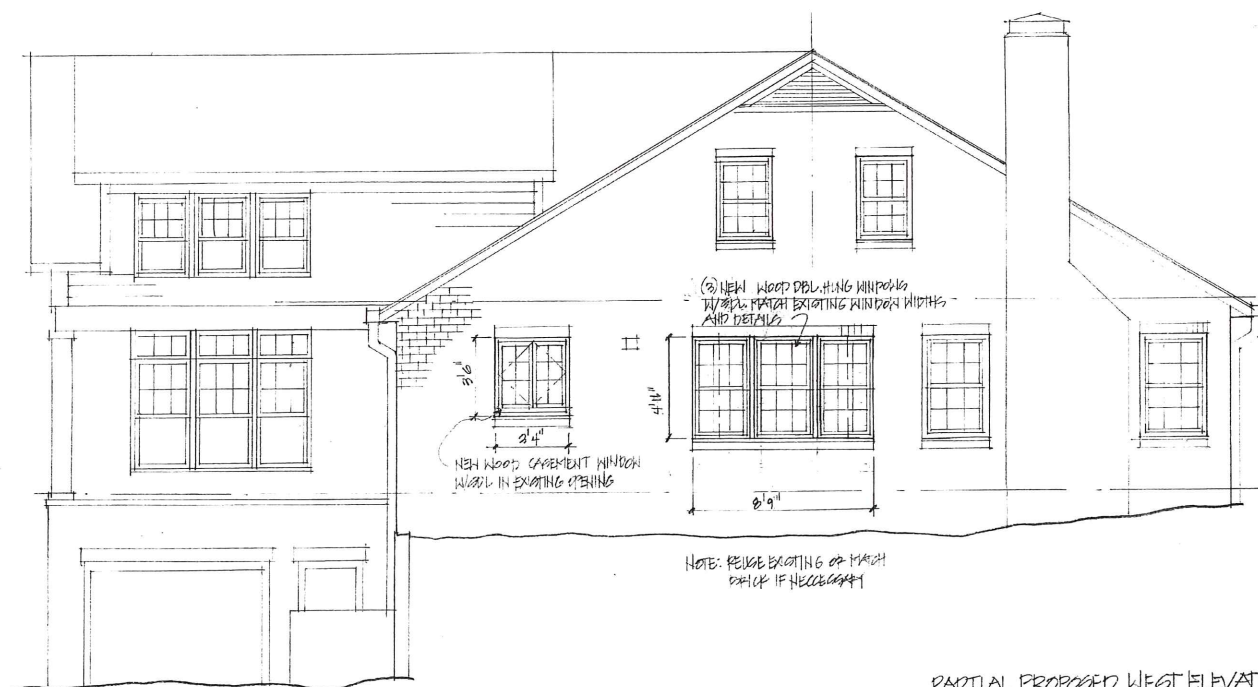 (3) NEW WOOD DBL. HUNG WINDOWS
W/SDL MATCH EXISTING WINDOW WIDTHS
AND DETAILS
3'6"
4'11"
3'4"
NEW WOOD CASEMENT WINDOW
W/SDL IN EXISTING OPENING
8'9"
NOTE: REUSE EXISTING OR MATCH
BRICK IF NECCESSARY
PARTIAL PROPOSED WEST ELEVAT